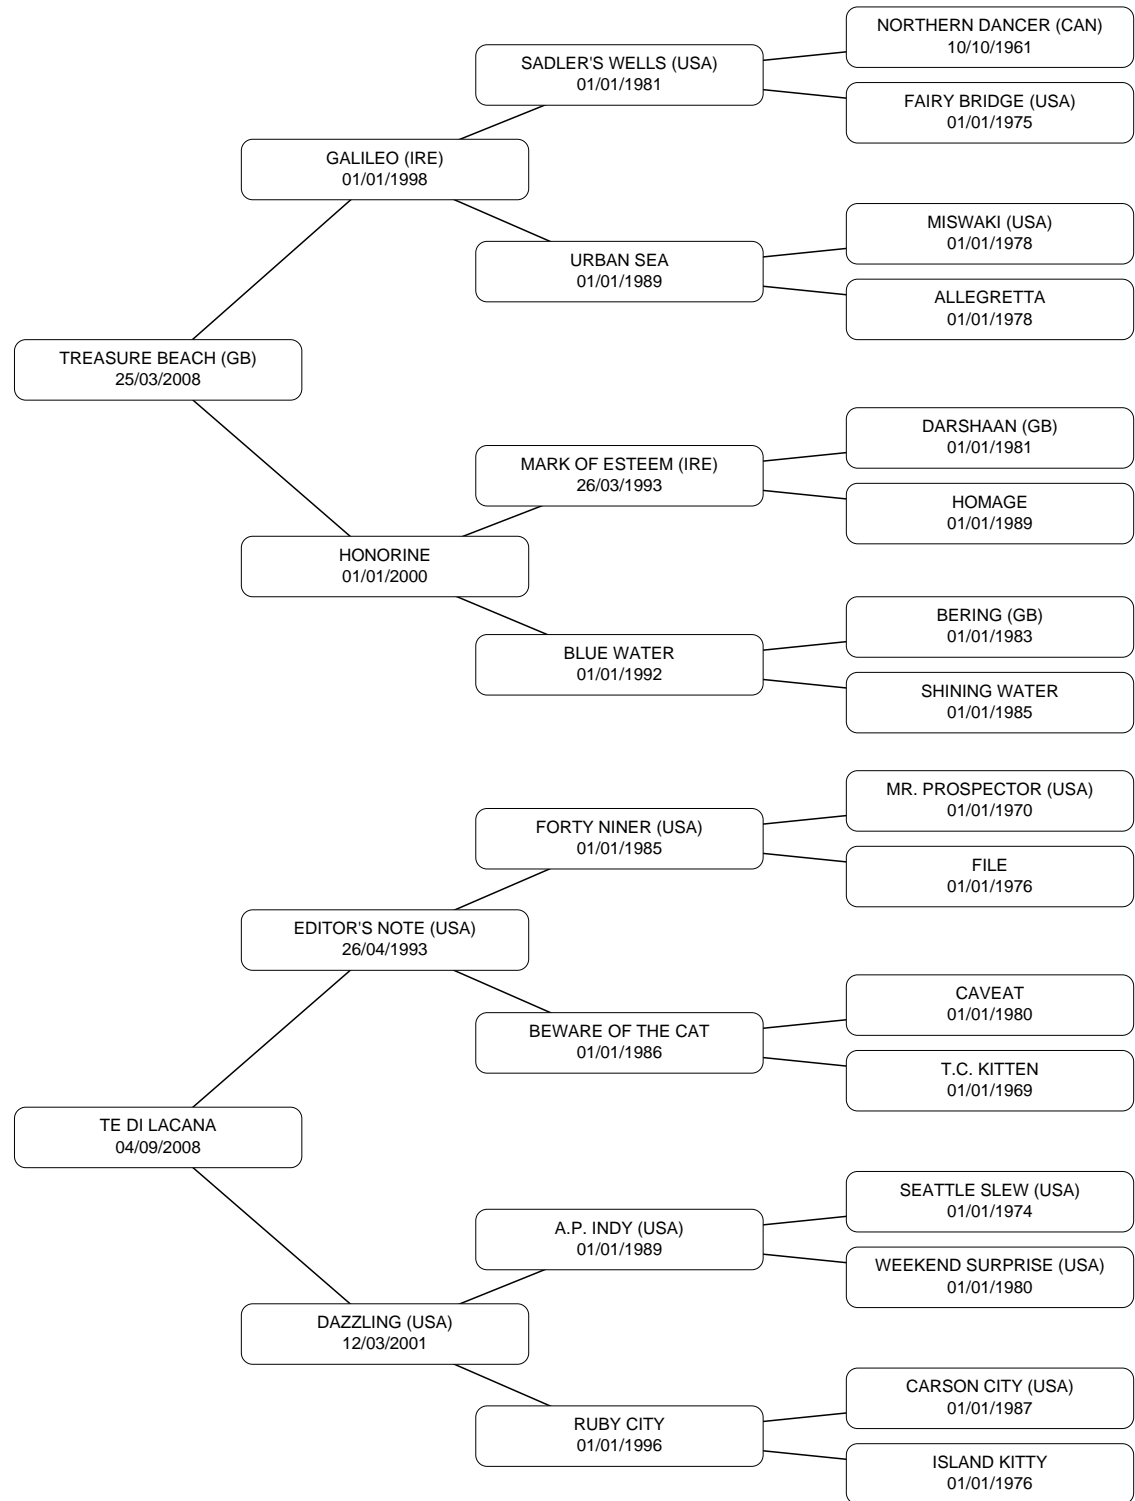 NORTHERN DANCER (CAN)
10/10/1961
SADLER'S WELLS (USA)
01/01/1981
FAIRY BRIDGE (USA)
01/01/1975
GALILEO (IRE)
01/01/1998
MISWAKI (USA)
01/01/1978
URBAN SEA
01/01/1989
ALLEGRETTA
01/01/1978
TREASURE BEACH (GB)
25/03/2008
DARSHAAN (GB)
01/01/1981
MARK OF ESTEEM (IRE)
26/03/1993
HOMAGE
01/01/1989
HONORINE
01/01/2000
BERING (GB)
01/01/1983
BLUE WATER
01/01/1992
SHINING WATER
01/01/1985
MR. PROSPECTOR (USA)
01/01/1970
FORTY NINER (USA)
01/01/1985
FILE
01/01/1976
EDITOR'S NOTE (USA)
26/04/1993
CAVEAT
01/01/1980
BEWARE OF THE CAT
01/01/1986
T.C. KITTEN
01/01/1969
TE DI LACANA
04/09/2008
SEATTLE SLEW (USA)
01/01/1974
A.P. INDY (USA)
01/01/1989
WEEKEND SURPRISE (USA)
01/01/1980
DAZZLING (USA)
12/03/2001
CARSON CITY (USA)
01/01/1987
RUBY CITY
01/01/1996
ISLAND KITTY
01/01/1976